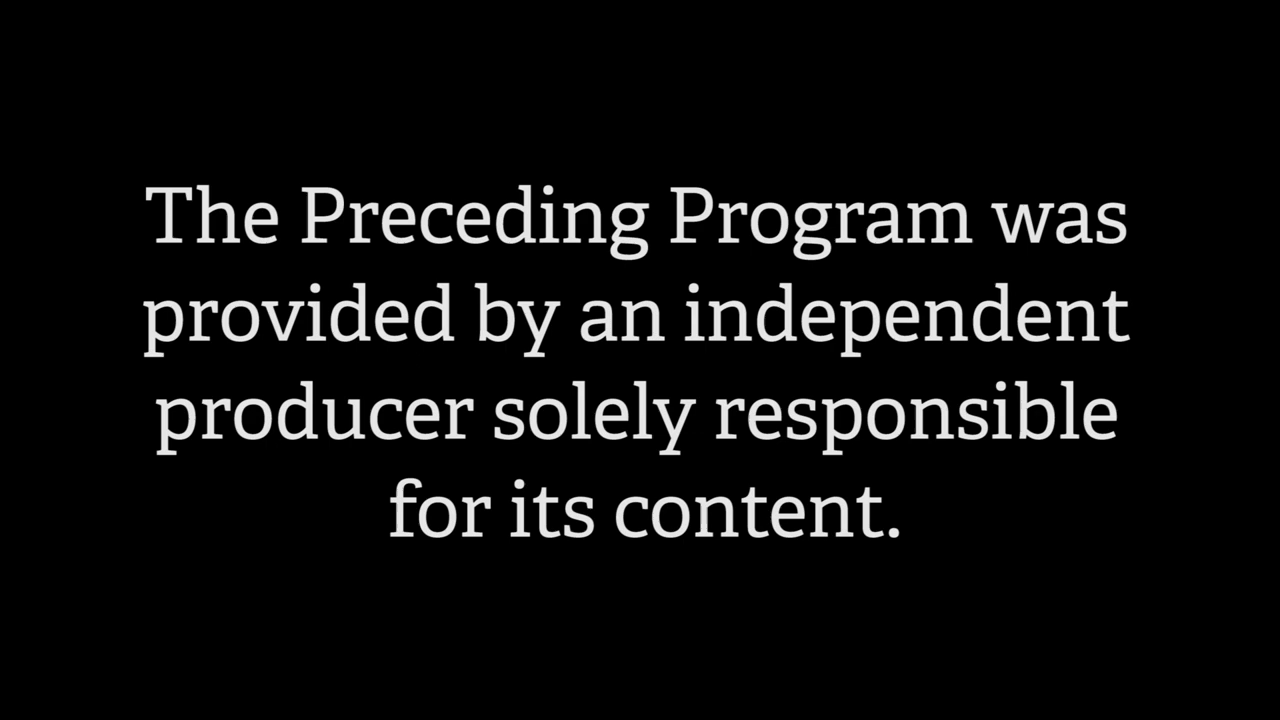 The Preceding Program was
provided by an independent
producer solely responsible
for its content.